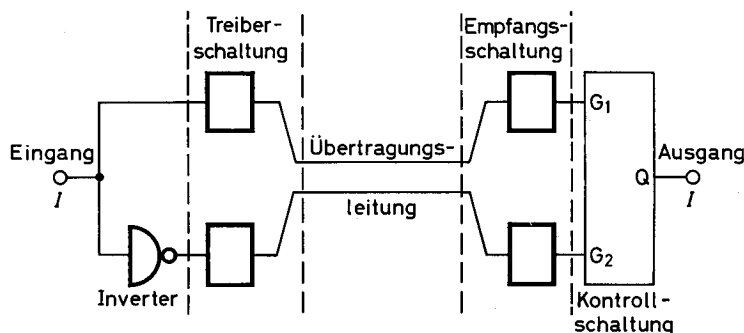 Treiber-
schaltung
Empfangs-
schaltung
G1
Eingang
I
Übertragungs-
leitung
Q
Ausgang
I
G2
Inverter
Kontroll-
schaltung